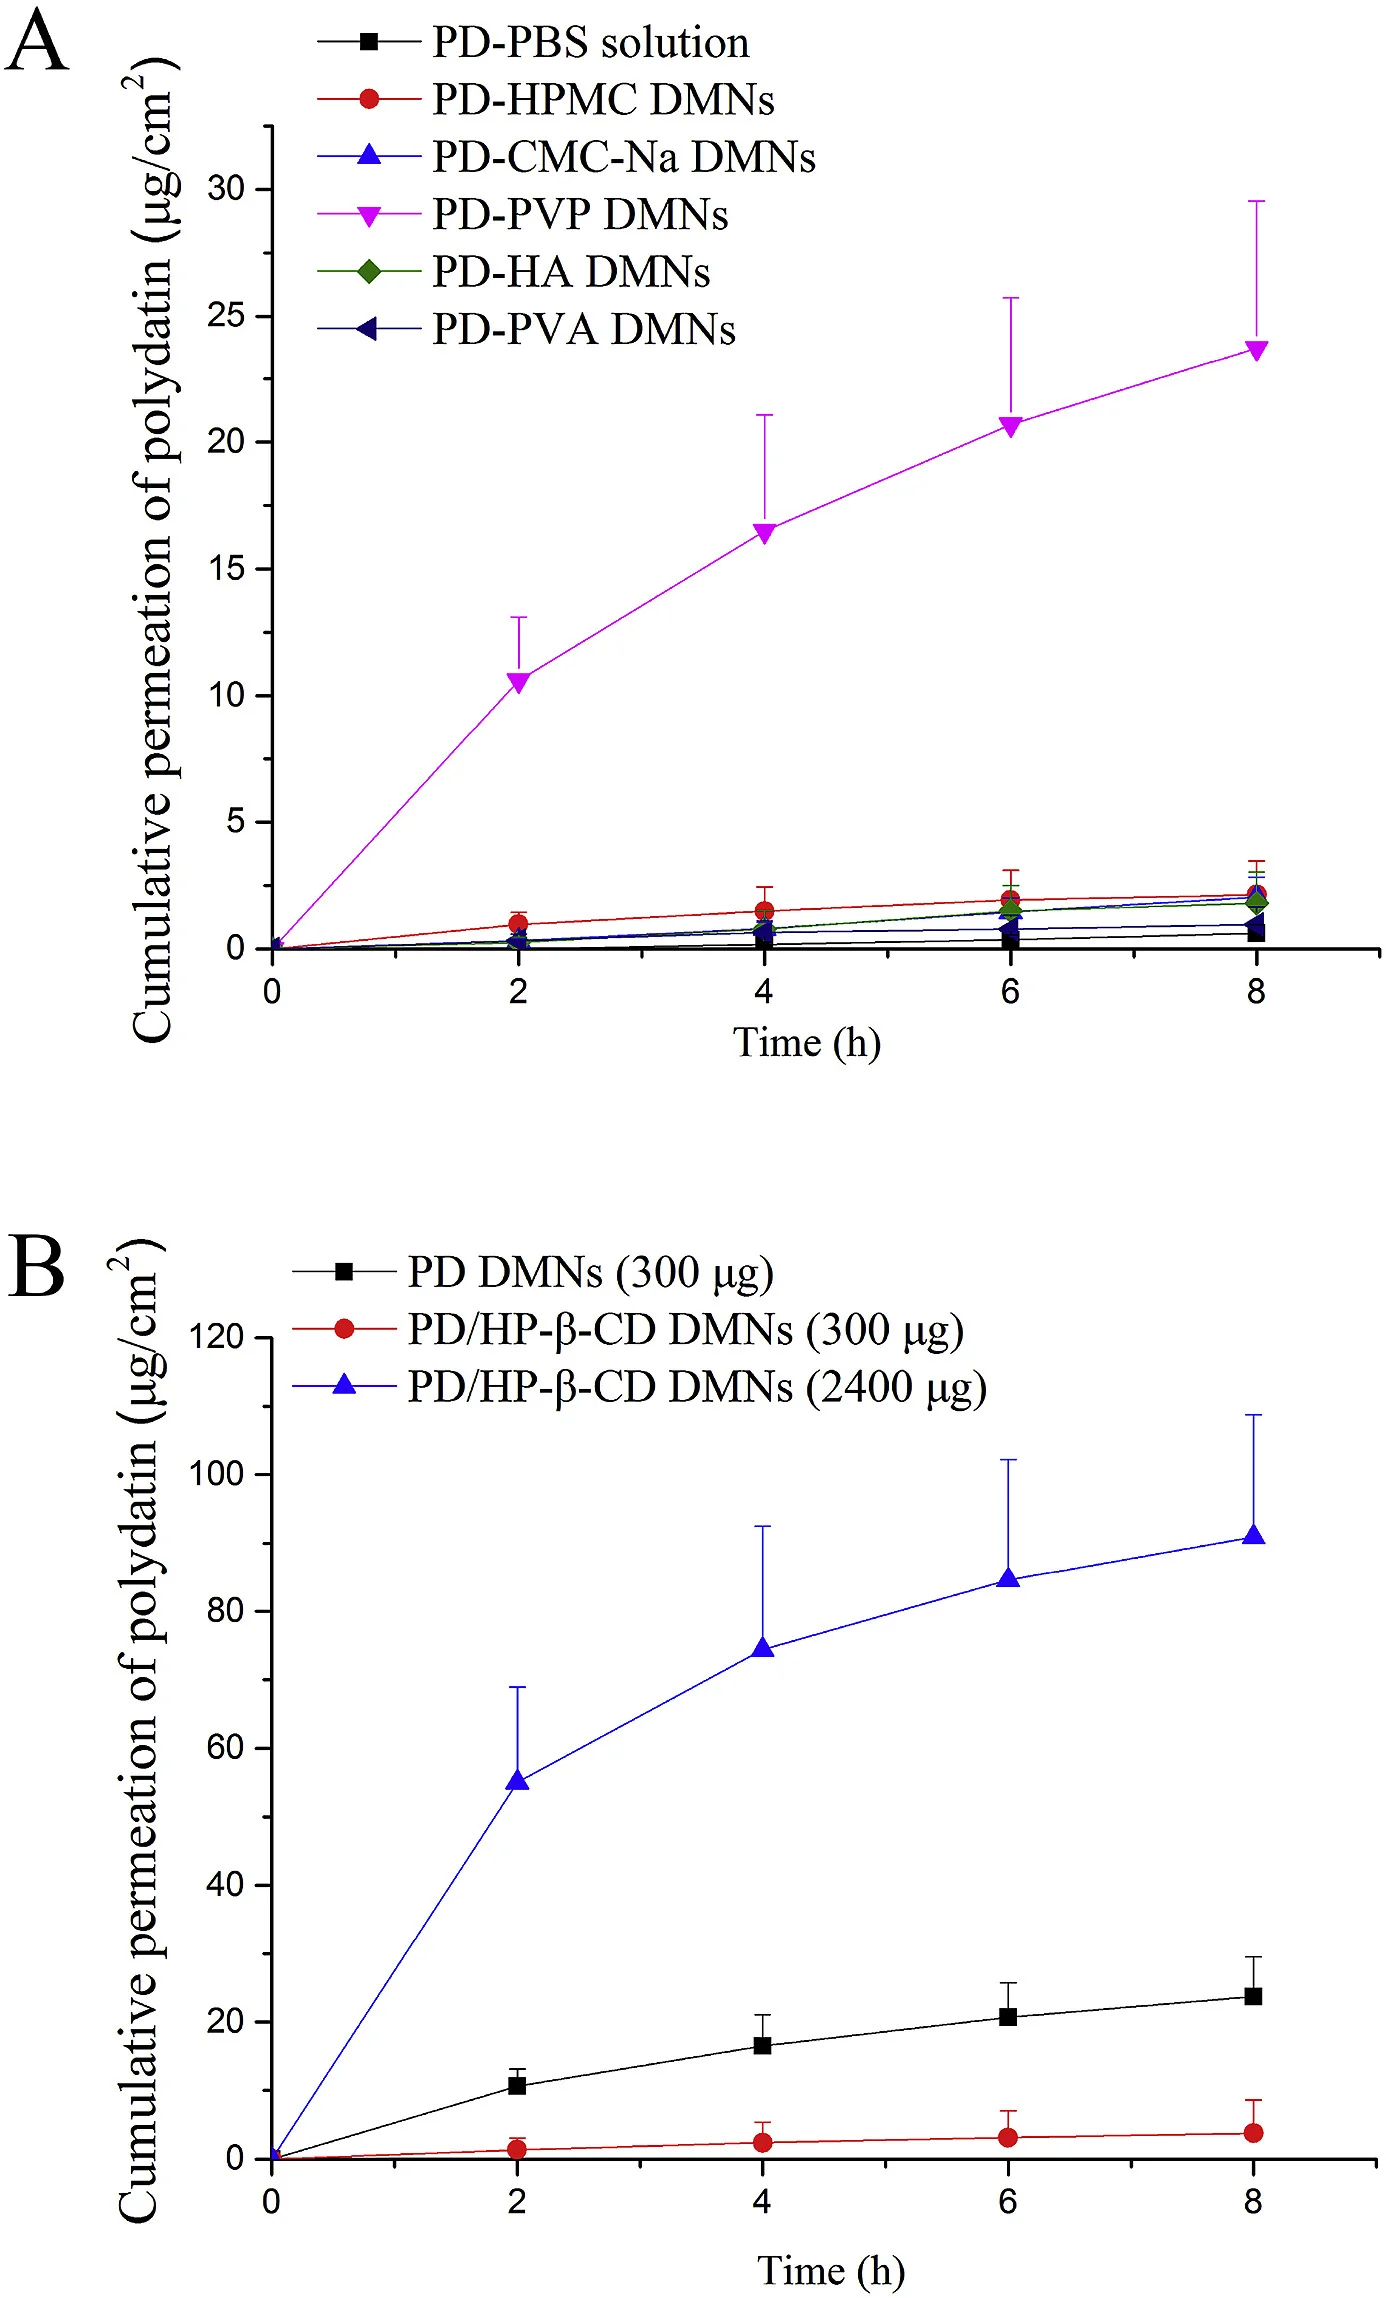 A
PD-PBS solution
PD-HPMC DMNs
PD-CMC-Na DMNs
PD-PVP DMNs
PD-HA DMNs
PD-PVA DMNs
Cumulative permeation of polydatin (μg/cm²)
30
25
20
15
10
5
0
0 2 4 6 8
Time (h)
B
PD DMNs (300 μg)
PD/HP-β-CD DMNs (300 μg)
PD/HP-β-CD DMNs (2400 μg)
Cumulative permeation of polydatin (μg/cm²)
120
100
80
60
40
20
0
0 2 4 6 8
Time (h)